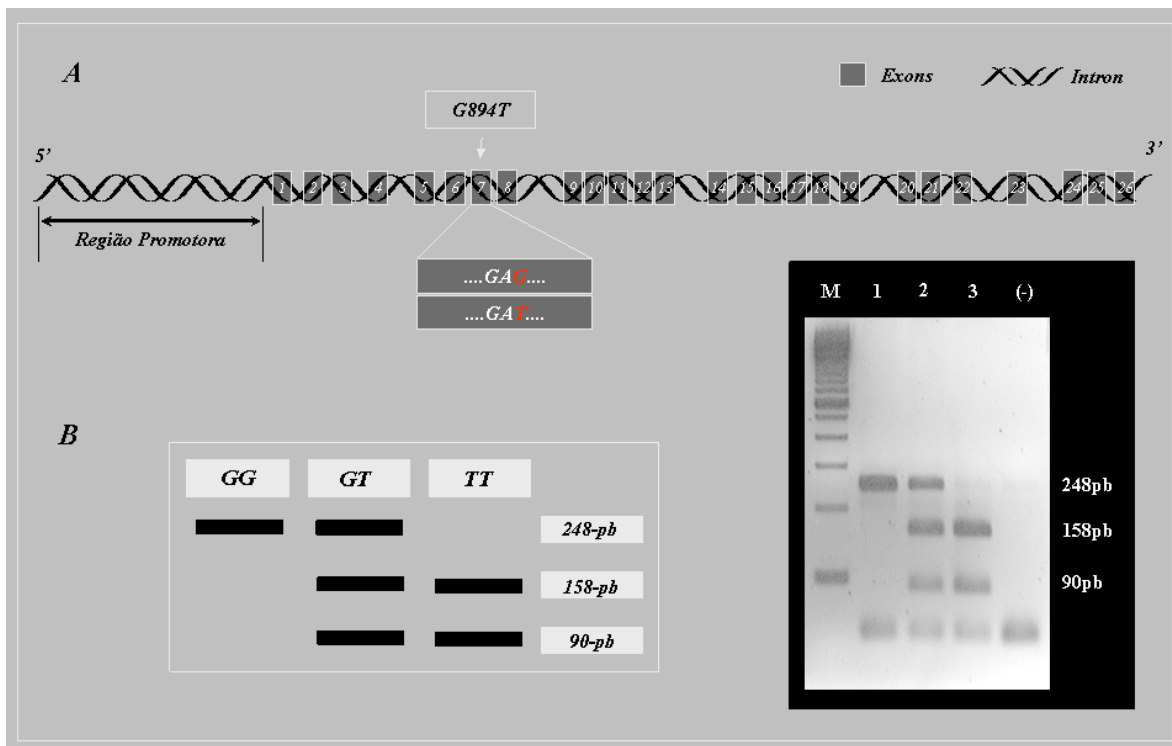 A
Exons
Intron
G894T
5’
3’
1 2 3 4 5 6 7 8 9 10 11 12 13 14 15 16 17 18 19 20 21 22 23 24 25 26
Região Promotora
....GAG....
....GAT....
B
GG GT TT
248-pb
158-pb
90-pb
M 1 2 3 (-)
248pb
158pb
90pb